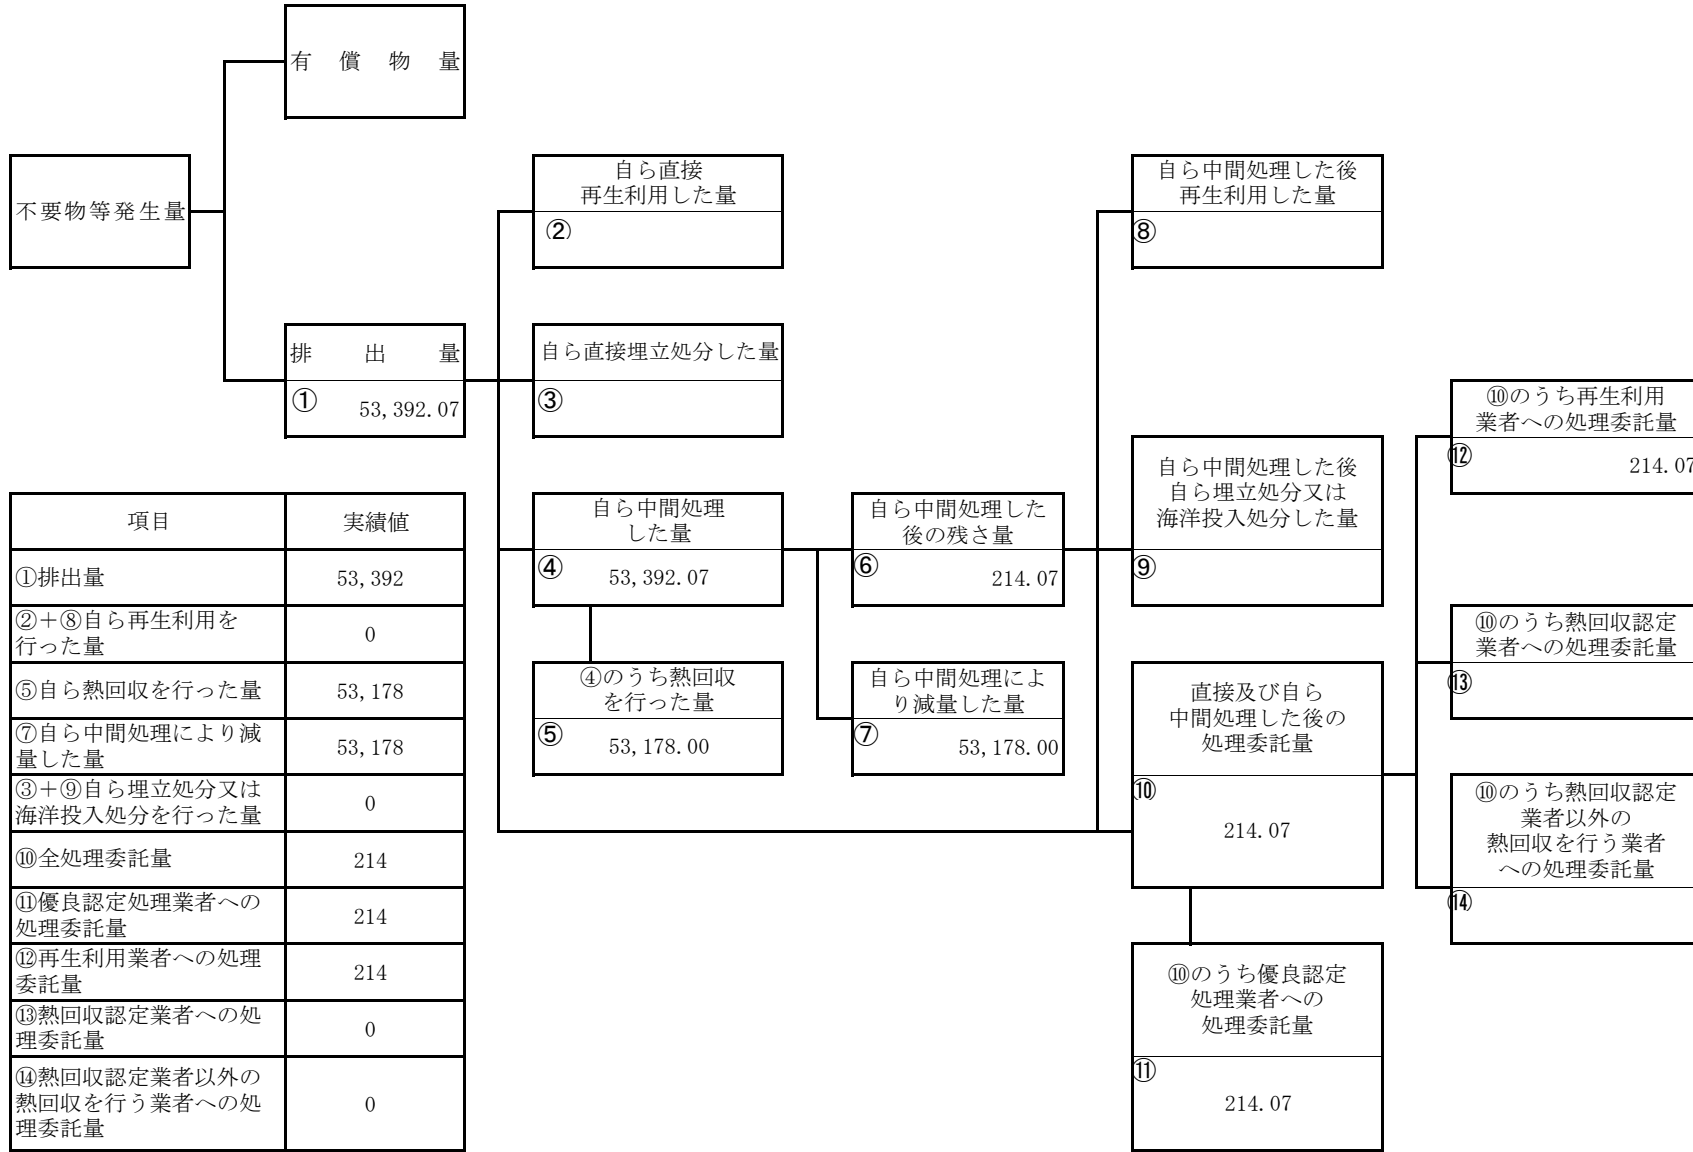 有償物量
不要物等発生量
排出量
① 53,392.07
自ら直接
再生利用した量
②
自ら直接埋立処分した量
③
自ら中間処理
した量
④ 53,392.07
④のうち熱回収
を行った量
⑤ 53,178.00
自ら中間処理した
後の残さ量
⑥ 214.07
自ら中間処理によ
り減量した量
⑦ 53,178.00
自ら中間処理した後
再生利用した量
⑧
自ら中間処理した後
自ら埋立処分又は
海洋投入処分した量
⑨
直接及び自ら
中間処理した後の
処理委託量
⑩
214.07
⑩のうち優良認定
処理業者への
処理委託量
⑪
214.07
⑩のうち再生利用
業者への処理委託量
⑫ 214.07
⑩のうち熱回収認定
業者への処理委託量
⑬
⑩のうち熱回収認定
業者以外の
熱回収を行う業者
への処理委託量
⑭
項目 実績値
①排出量 53,392
②＋⑧自ら再生利用を
行った量 0
⑤自ら熱回収を行った量 53,178
⑦自ら中間処理により減
量した量 53,178
③＋⑨自ら埋立処分又は
海洋投入処分を行った量 0
⑩全処理委託量 214
⑪優良認定処理業者への
処理委託量 214
⑫再生利用業者への処理
委託量 214
⑬熱回収認定業者への処
理委託量 0
⑭熱回収認定業者以外の
熱回収を行う業者への処
理委託量 0